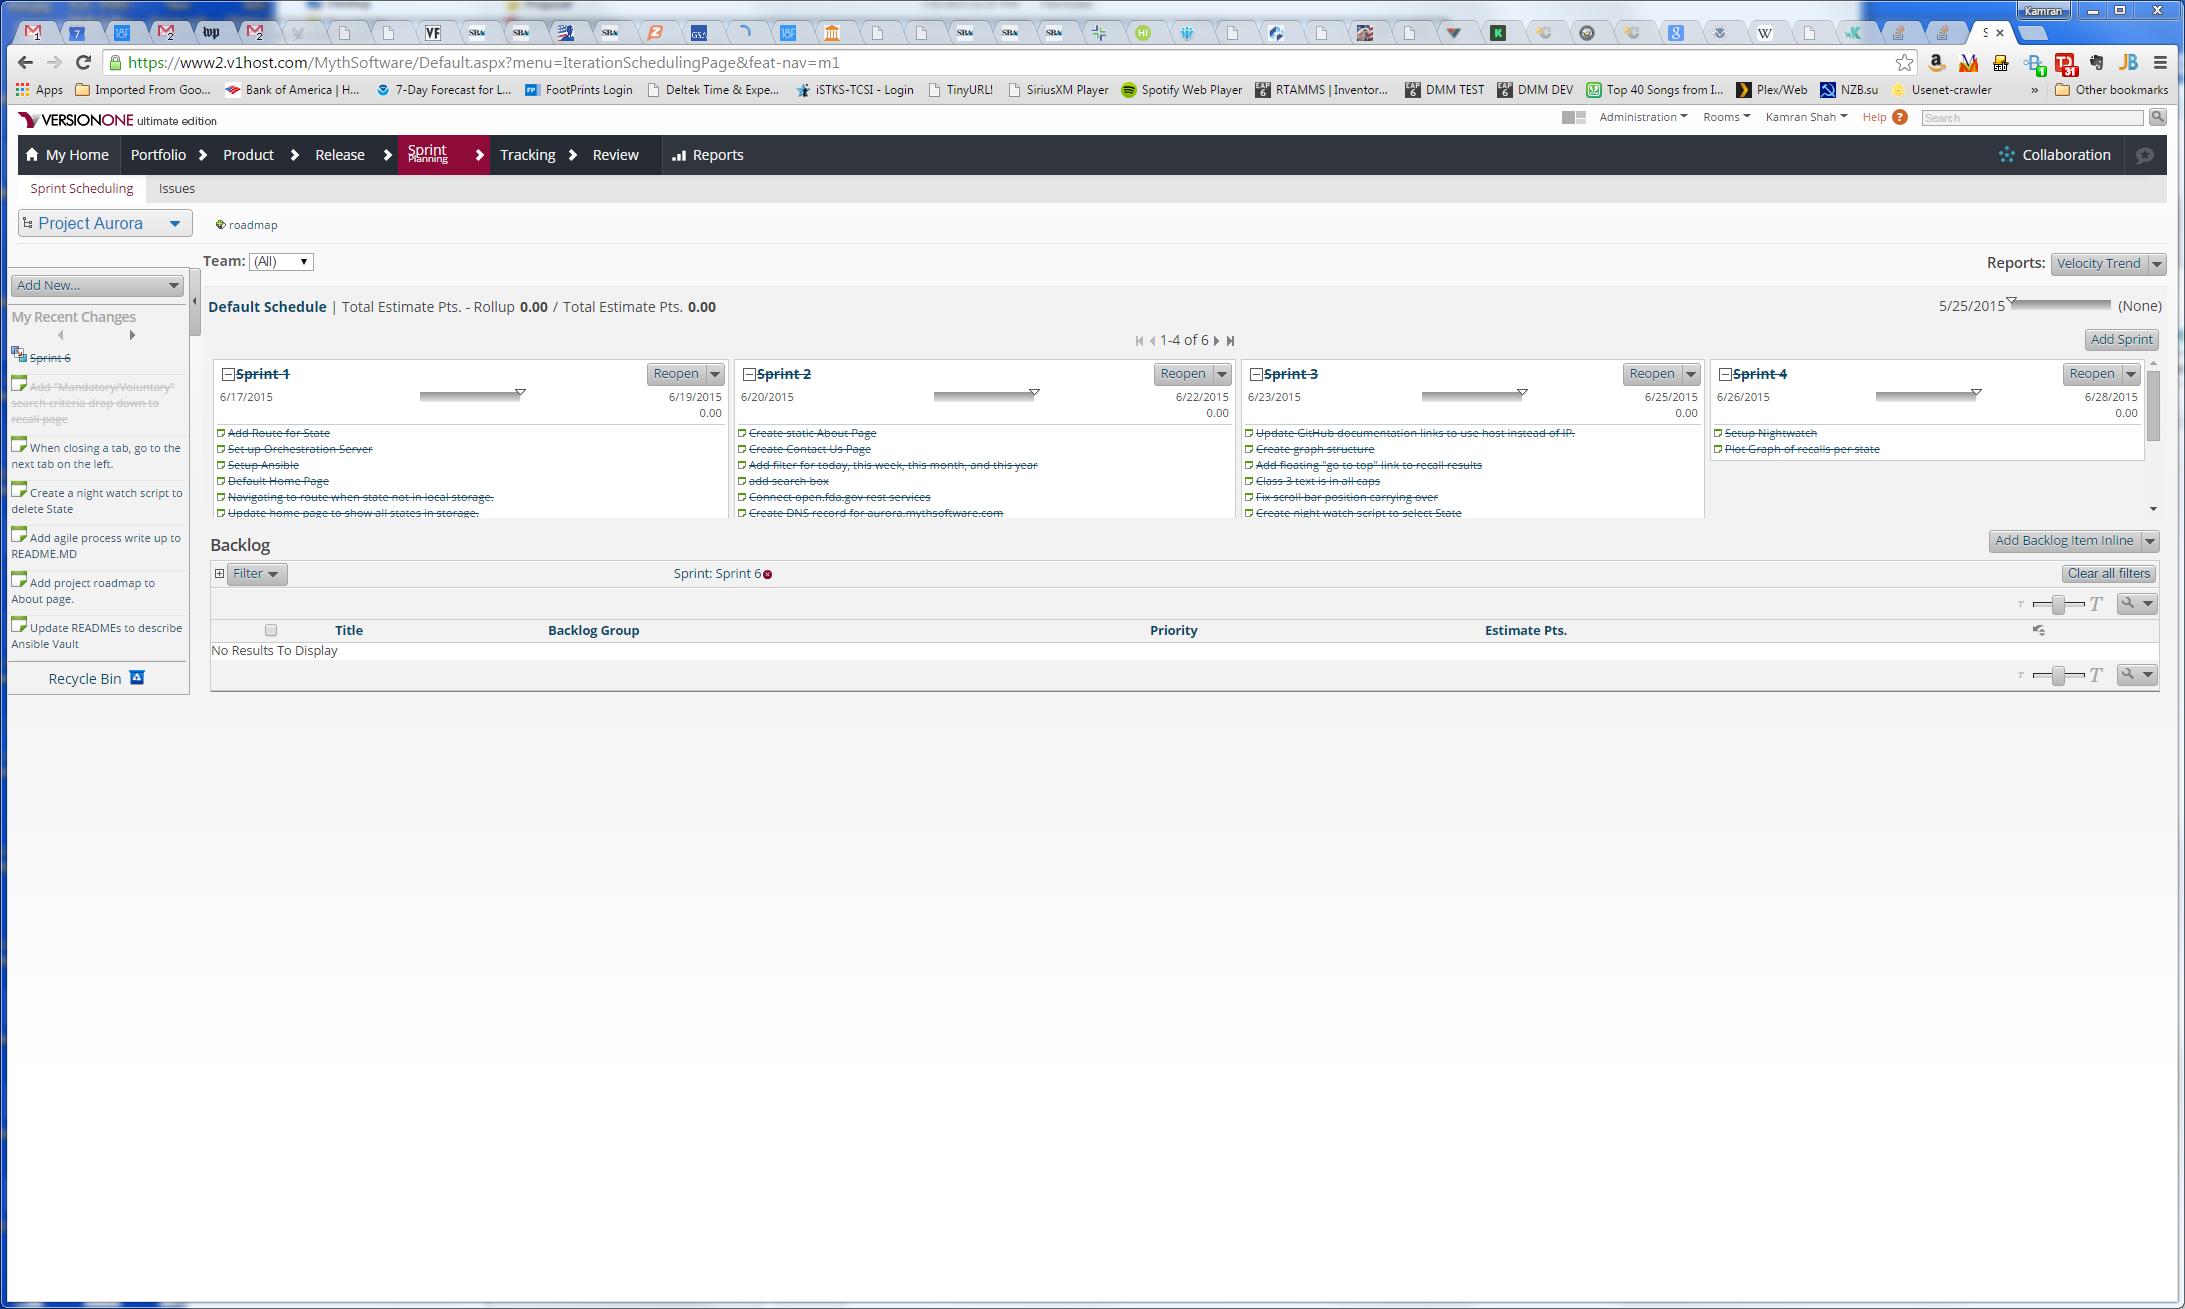 Kamran
https://www2.v1host.com/MythSoftware/Default.aspx?menu=IterationSchedulingPage&feat-nav=m1
Apps Imported From Goo... Bank of America | H... 7-Day Forecast for L... FootPrints Login Deltek Time & Expe... iSTKS-TCSI - Login TinyURL! SiriusXM Player Spotify Web Player RTAMMS | Inventor... DMM TEST DMM DEV Top 40 Songs from I... Plex/Web NZB.su Usenet-crawler » Other bookmarks
VERSIONONE ultimate edition Administration Rooms Kamran Shah Help ? Search
My Home Portfolio Product Release Sprint Planning Tracking Review Reports Collaboration
Sprint Scheduling Issues
Project Aurora roadmap
Team: (All) Reports: Velocity Trend
Default Schedule | Total Estimate Pts. - Rollup 0.00 / Total Estimate Pts. 0.00 5/25/2015 (None)
1-4 of 6 Add Sprint
Sprint 1 Reopen
6/17/2015 6/19/2015
0.00
Add Route for State
Set up Orchestration Server
Setup Ansible
Default Home Page
Navigating to route when state not in local storage.
Update home page to show all states in storage.
Sprint 2 Reopen
6/20/2015 6/22/2015
0.00
Create static About Page
Create Contact Us Page
Add filter for today, this week, this month, and this year
add search box
Connect open.fda.gov rest services
Create DNS record for aurora.mythsoftware.com
Sprint 3 Reopen
6/23/2015 6/25/2015
0.00
Update GitHub documentation links to use host instead of IP.
Create graph structure
Add floating "go to top" link to recall results
Class 3 text is in all caps
Fix scroll bar position carrying over
Create night watch script to select State
Sprint 4 Reopen
6/26/2015 6/28/2015
0.00
Setup Nightwatch
Plot Graph of recalls per state
Add New...
My Recent Changes
Sprint 6
Add "Mandatory/Voluntary"
search criteria drop down to
recall page
When closing a tab, go to the
next tab on the left.
Create a night watch script to
delete State
Add agile process write up to
README.MD
Add project roadmap to
About page.
Update READMEs to describe
Ansible Vault
Recycle Bin
Backlog Add Backlog Item Inline
Filter Sprint: Sprint 6 Clear all filters
T T
Title Backlog Group Priority Estimate Pts.
No Results To Display
T T